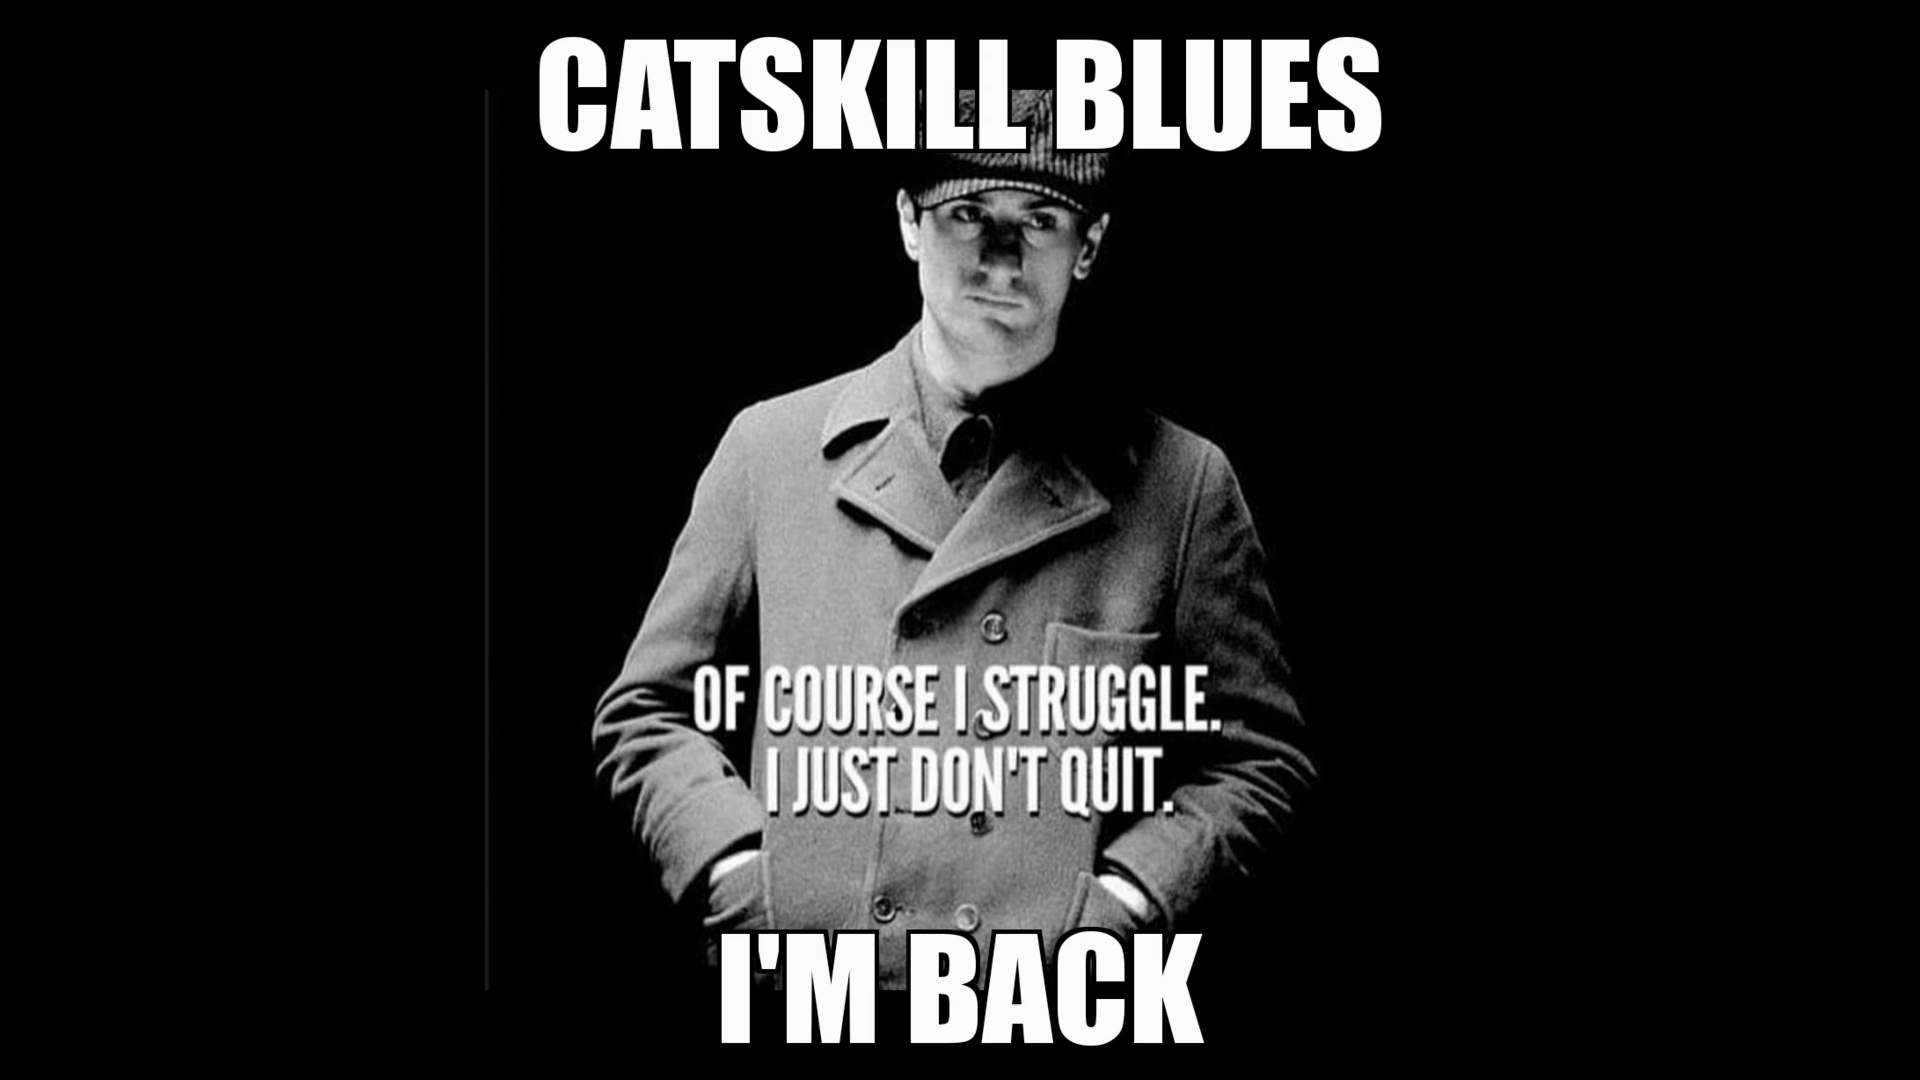 CATSKILL BLUES
OF COURSE I STRUGGLE.
I JUST DON'T QUIT.
I'M BACK